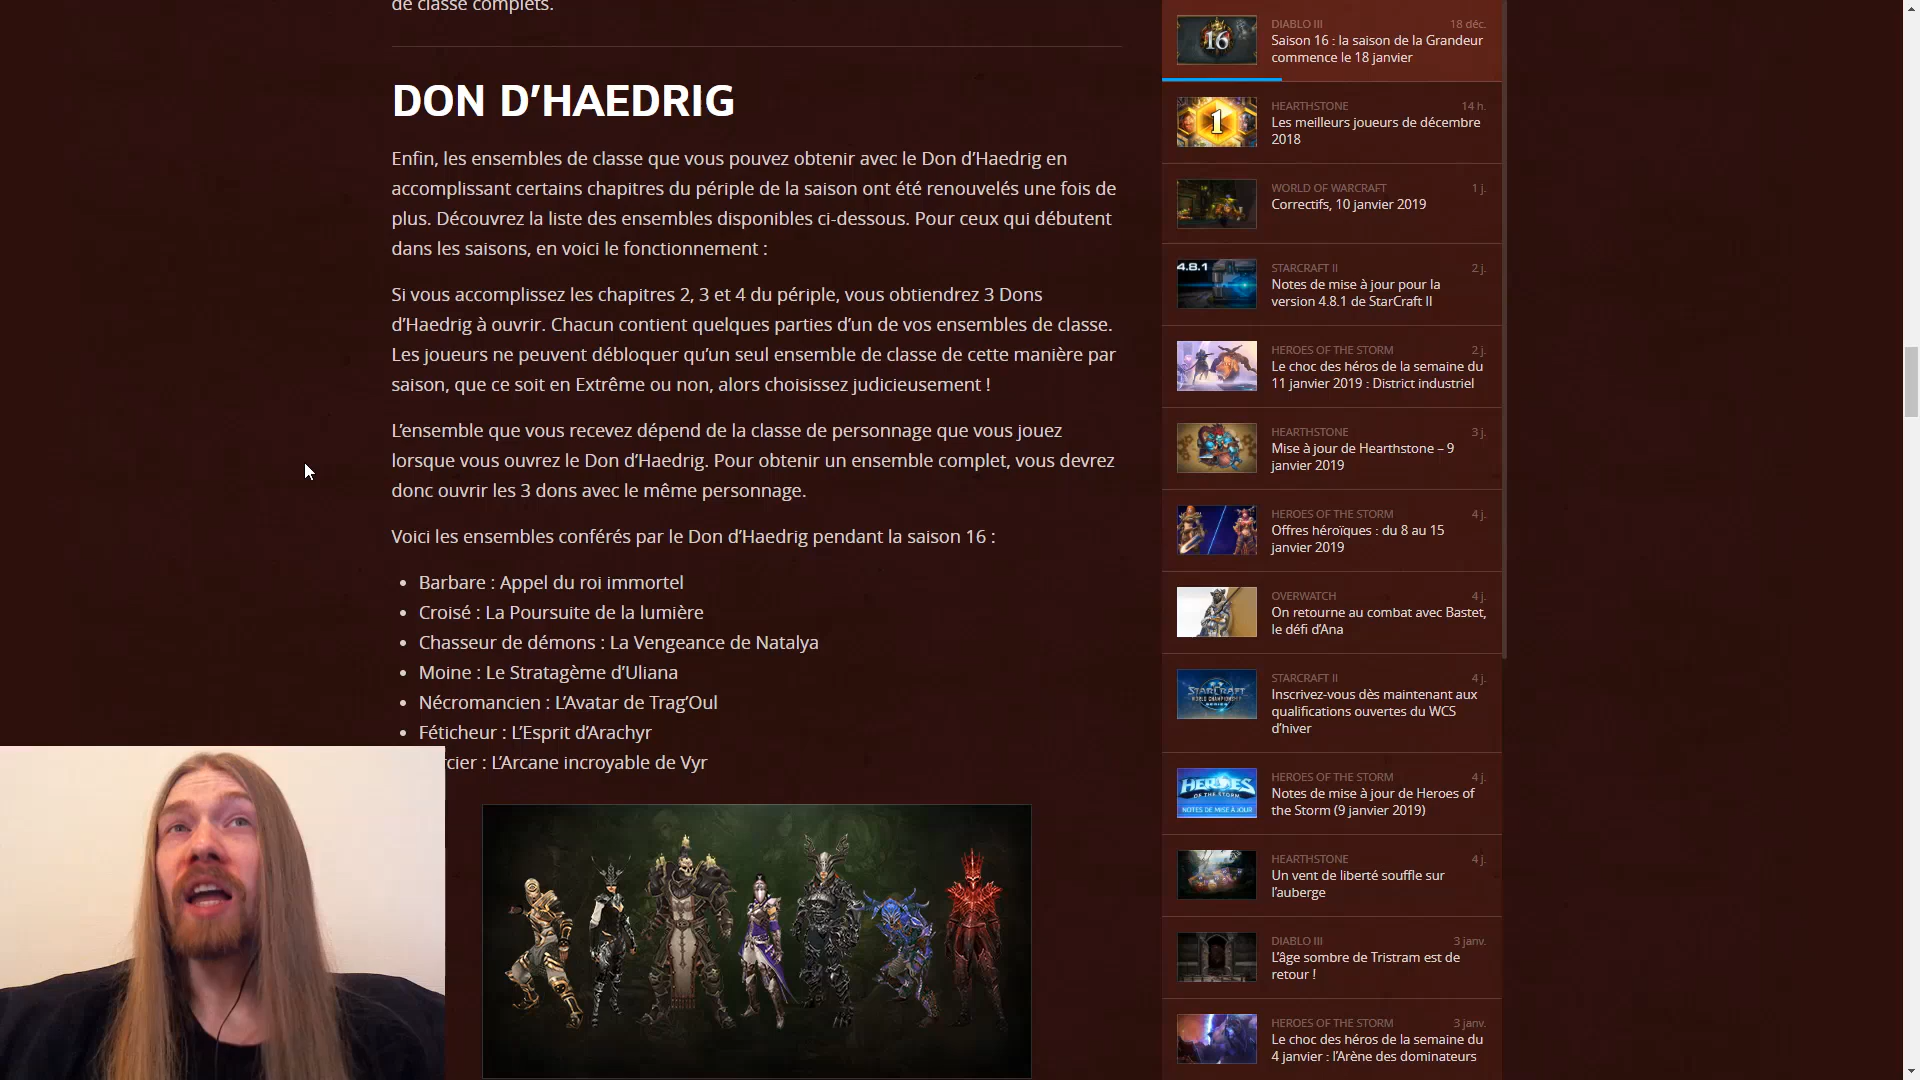 de classe complets.
DON D'HAEDRIG
Enfin, les ensembles de classe que vous pouvez obtenir avec le Don d'Haedrig en
accomplissant certains chapitres du périple de la saison ont été renouvelés une fois de
plus. Découvrez la liste des ensembles disponibles ci-dessous. Pour ceux qui débutent
dans les saisons, en voici le fonctionnement :
Si vous accomplissez les chapitres 2, 3 et 4 du périple, vous obtiendrez 3 Dons
d'Haedrig à ouvrir. Chacun contient quelques parties d'un de vos ensembles de classe.
Les joueurs ne peuvent débloquer qu'un seul ensemble de classe de cette manière par
saison, que ce soit en Extrême ou non, alors choisissez judicieusement !
L'ensemble que vous recevez dépend de la classe de personnage que vous jouez
lorsque vous ouvrez le Don d'Haedrig. Pour obtenir un ensemble complet, vous devrez
donc ouvrir les 3 dons avec le même personnage.
Voici les ensembles conférés par le Don d'Haedrig pendant la saison 16 :
• Barbare : Appel du roi immortel
• Croisé : La Poursuite de la lumière
• Chasseur de démons : La Vengeance de Natalya
• Moine : Le Stratagème d'Uliana
• Nécromancien : L'Avatar de Trag'Oul
• Féticheur : L'Esprit d'Arachyr
rcier : L'Arcane incroyable de Vyr
16
DIABLO III 18 déc.
Saison 16 : la saison de la Grandeur
commence le 18 janvier
1
HEARTHSTONE 14 h.
Les meilleurs joueurs de décembre
2018
WORLD OF WARCRAFT 1 j.
Correctifs, 10 janvier 2019
4.8.1
STARCRAFT II 2 j.
Notes de mise à jour pour la
version 4.8.1 de StarCraft II
HEROES OF THE STORM 2 j.
Le choc des héros de la semaine du
11 janvier 2019 : District industriel
HEARTHSTONE 3 j.
Mise à jour de Hearthstone – 9
janvier 2019
HEROES OF THE STORM 4 j.
Offres héroïques : du 8 au 15
janvier 2019
OVERWATCH 4 j.
On retourne au combat avec Bastet,
le défi d'Ana
STARCRAFT
WORLD CHAMPIONSHIP
SERIES
STARCRAFT II 4 j.
Inscrivez-vous dès maintenant aux
qualifications ouvertes du WCS
d'hiver
HEROES
OF THE STORM
NOTES DE MISE À JOUR
HEROES OF THE STORM 4 j.
Notes de mise à jour de Heroes of
the Storm (9 janvier 2019)
HEARTHSTONE 4 j.
Un vent de liberté souffle sur
l'auberge
DIABLO III 3 janv.
L'âge sombre de Tristram est de
retour !
HEROES OF THE STORM 3 janv.
Le choc des héros de la semaine du
4 janvier : l'Arène des dominateurs